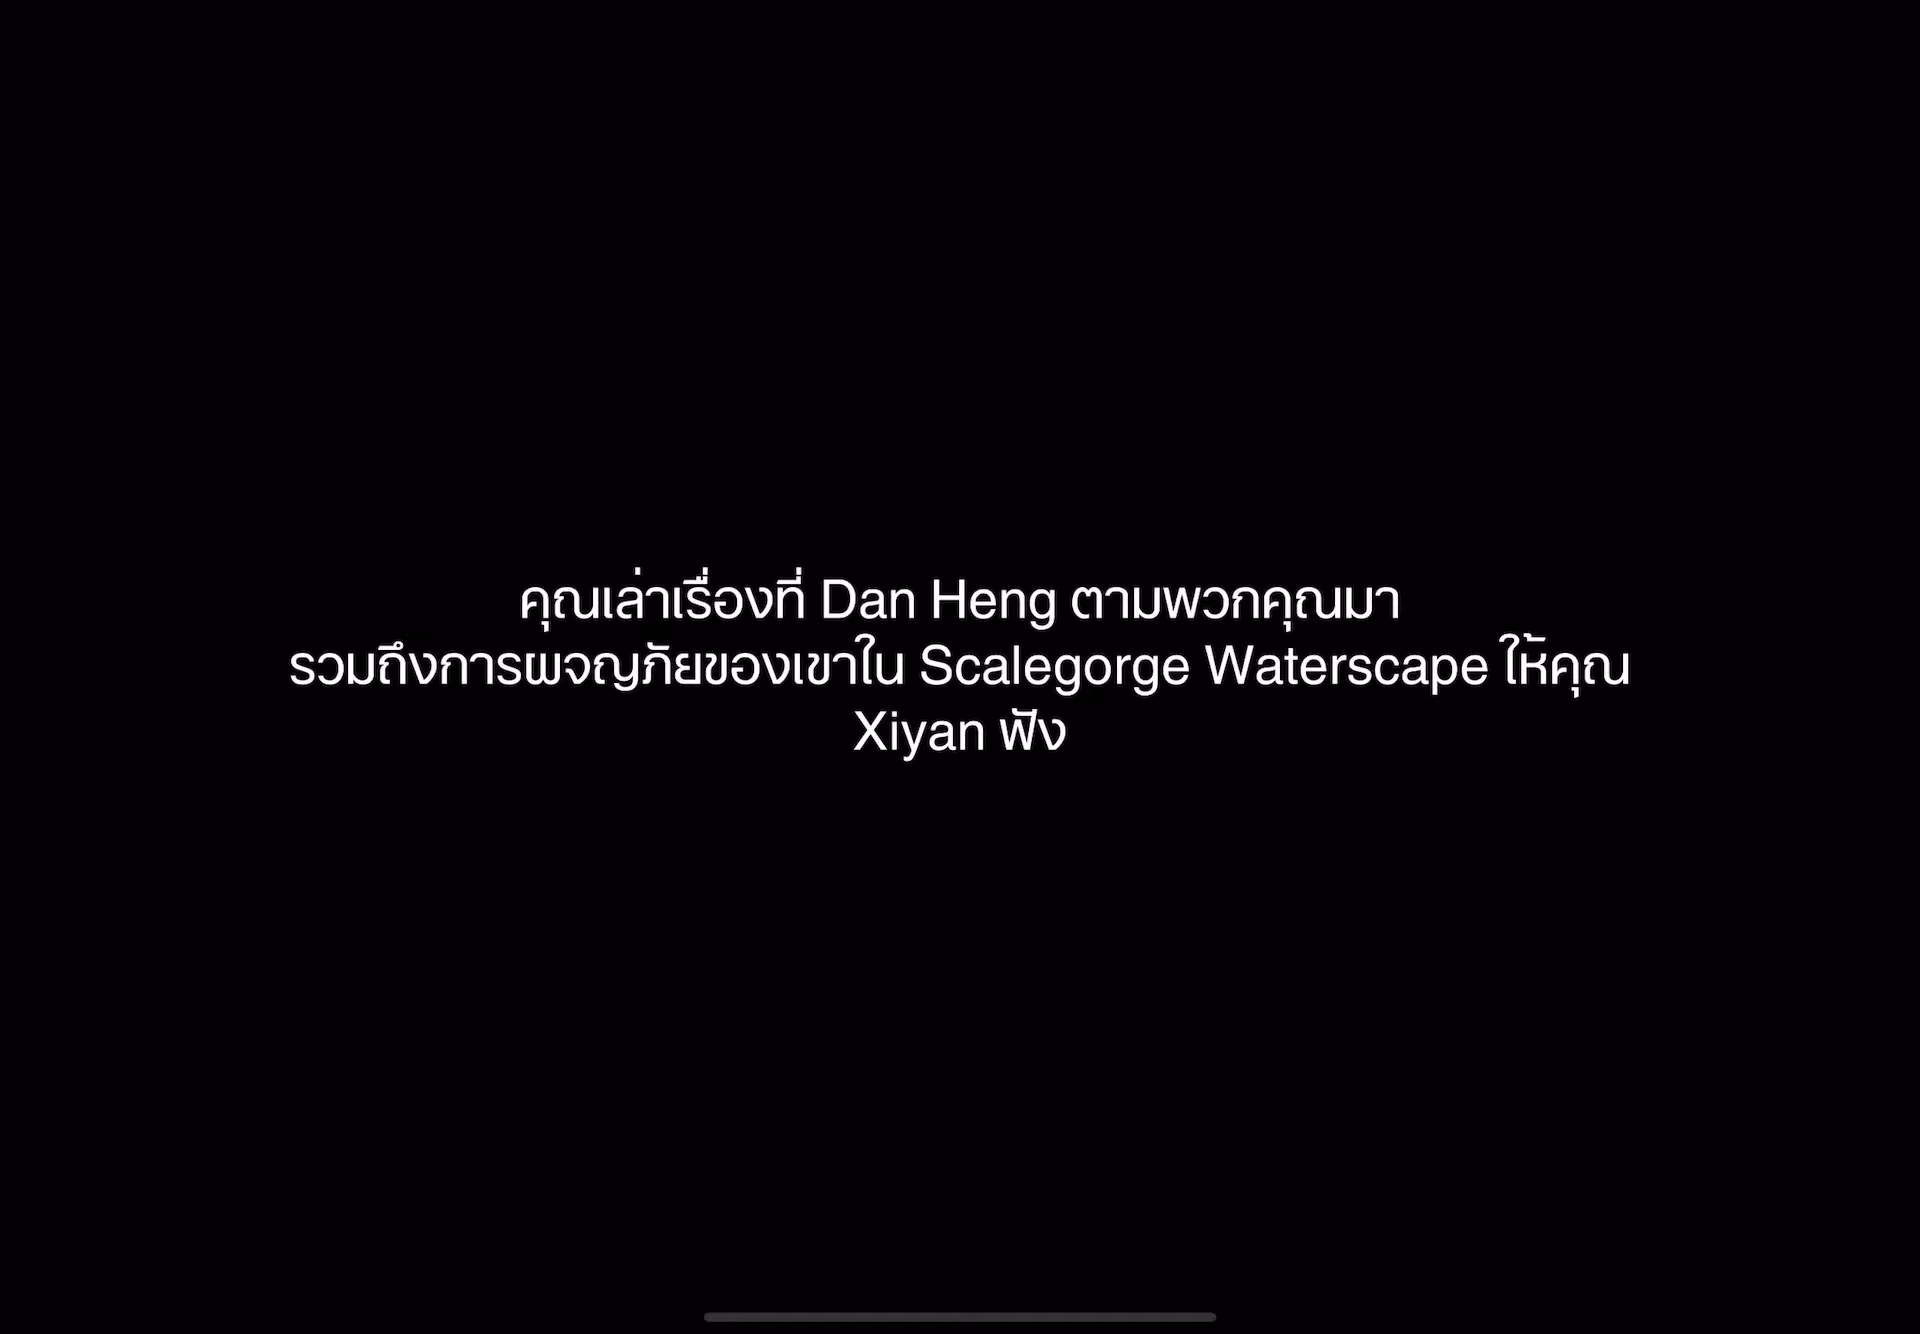 คุณเล่าเรื่องที่ Dan Heng ตามพวกคุณมา
รวมถึงการผจญภัยของเขาใน Scalegorge Waterscape ให้คุณ
Xiyan ฟัง